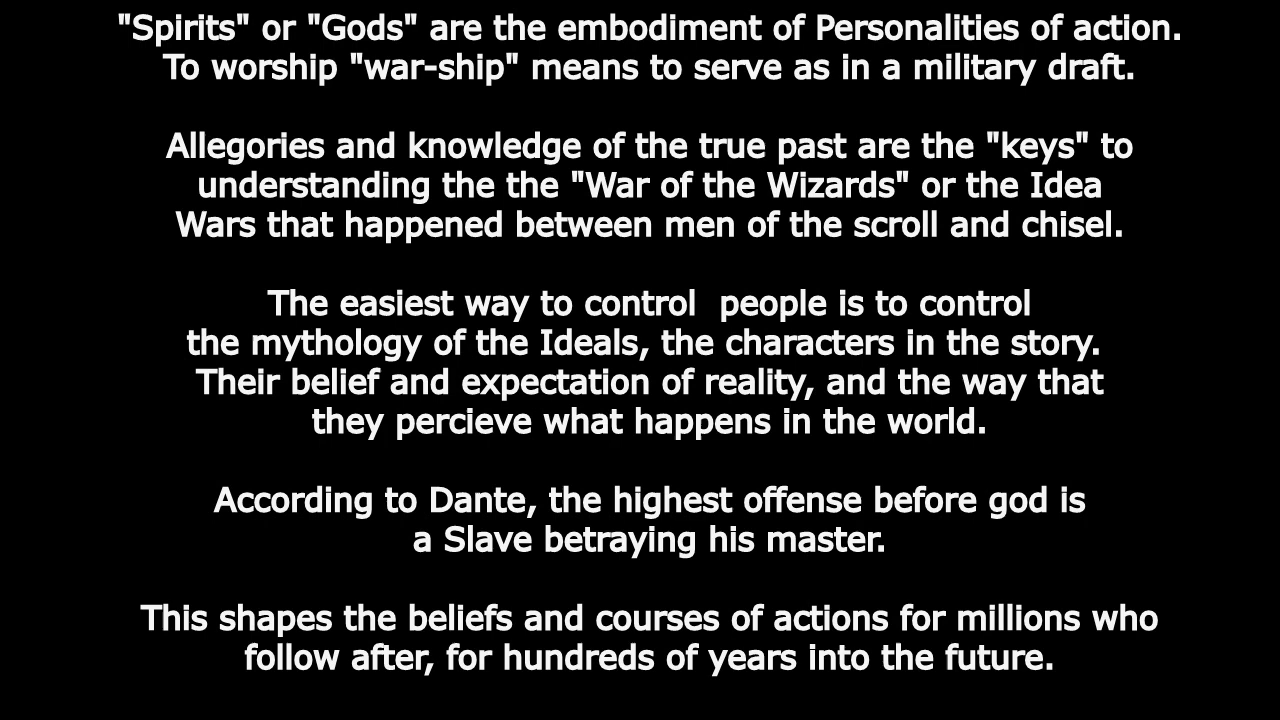 "Spirits" or "Gods" are the embodiment of Personalities of action.
To worship "war-ship" means to serve as in a military draft.
Allegories and knowledge of the true past are the "keys" to
understanding the the "War of the Wizards" or the Idea
Wars that happened between men of the scroll and chisel.
The easiest way to control  people is to control
the mythology of the Ideals, the characters in the story.
Their belief and expectation of reality, and the way that
they percieve what happens in the world.
According to Dante, the highest offense before god is
a Slave betraying his master.
This shapes the beliefs and courses of actions for millions who
follow after, for hundreds of years into the future.